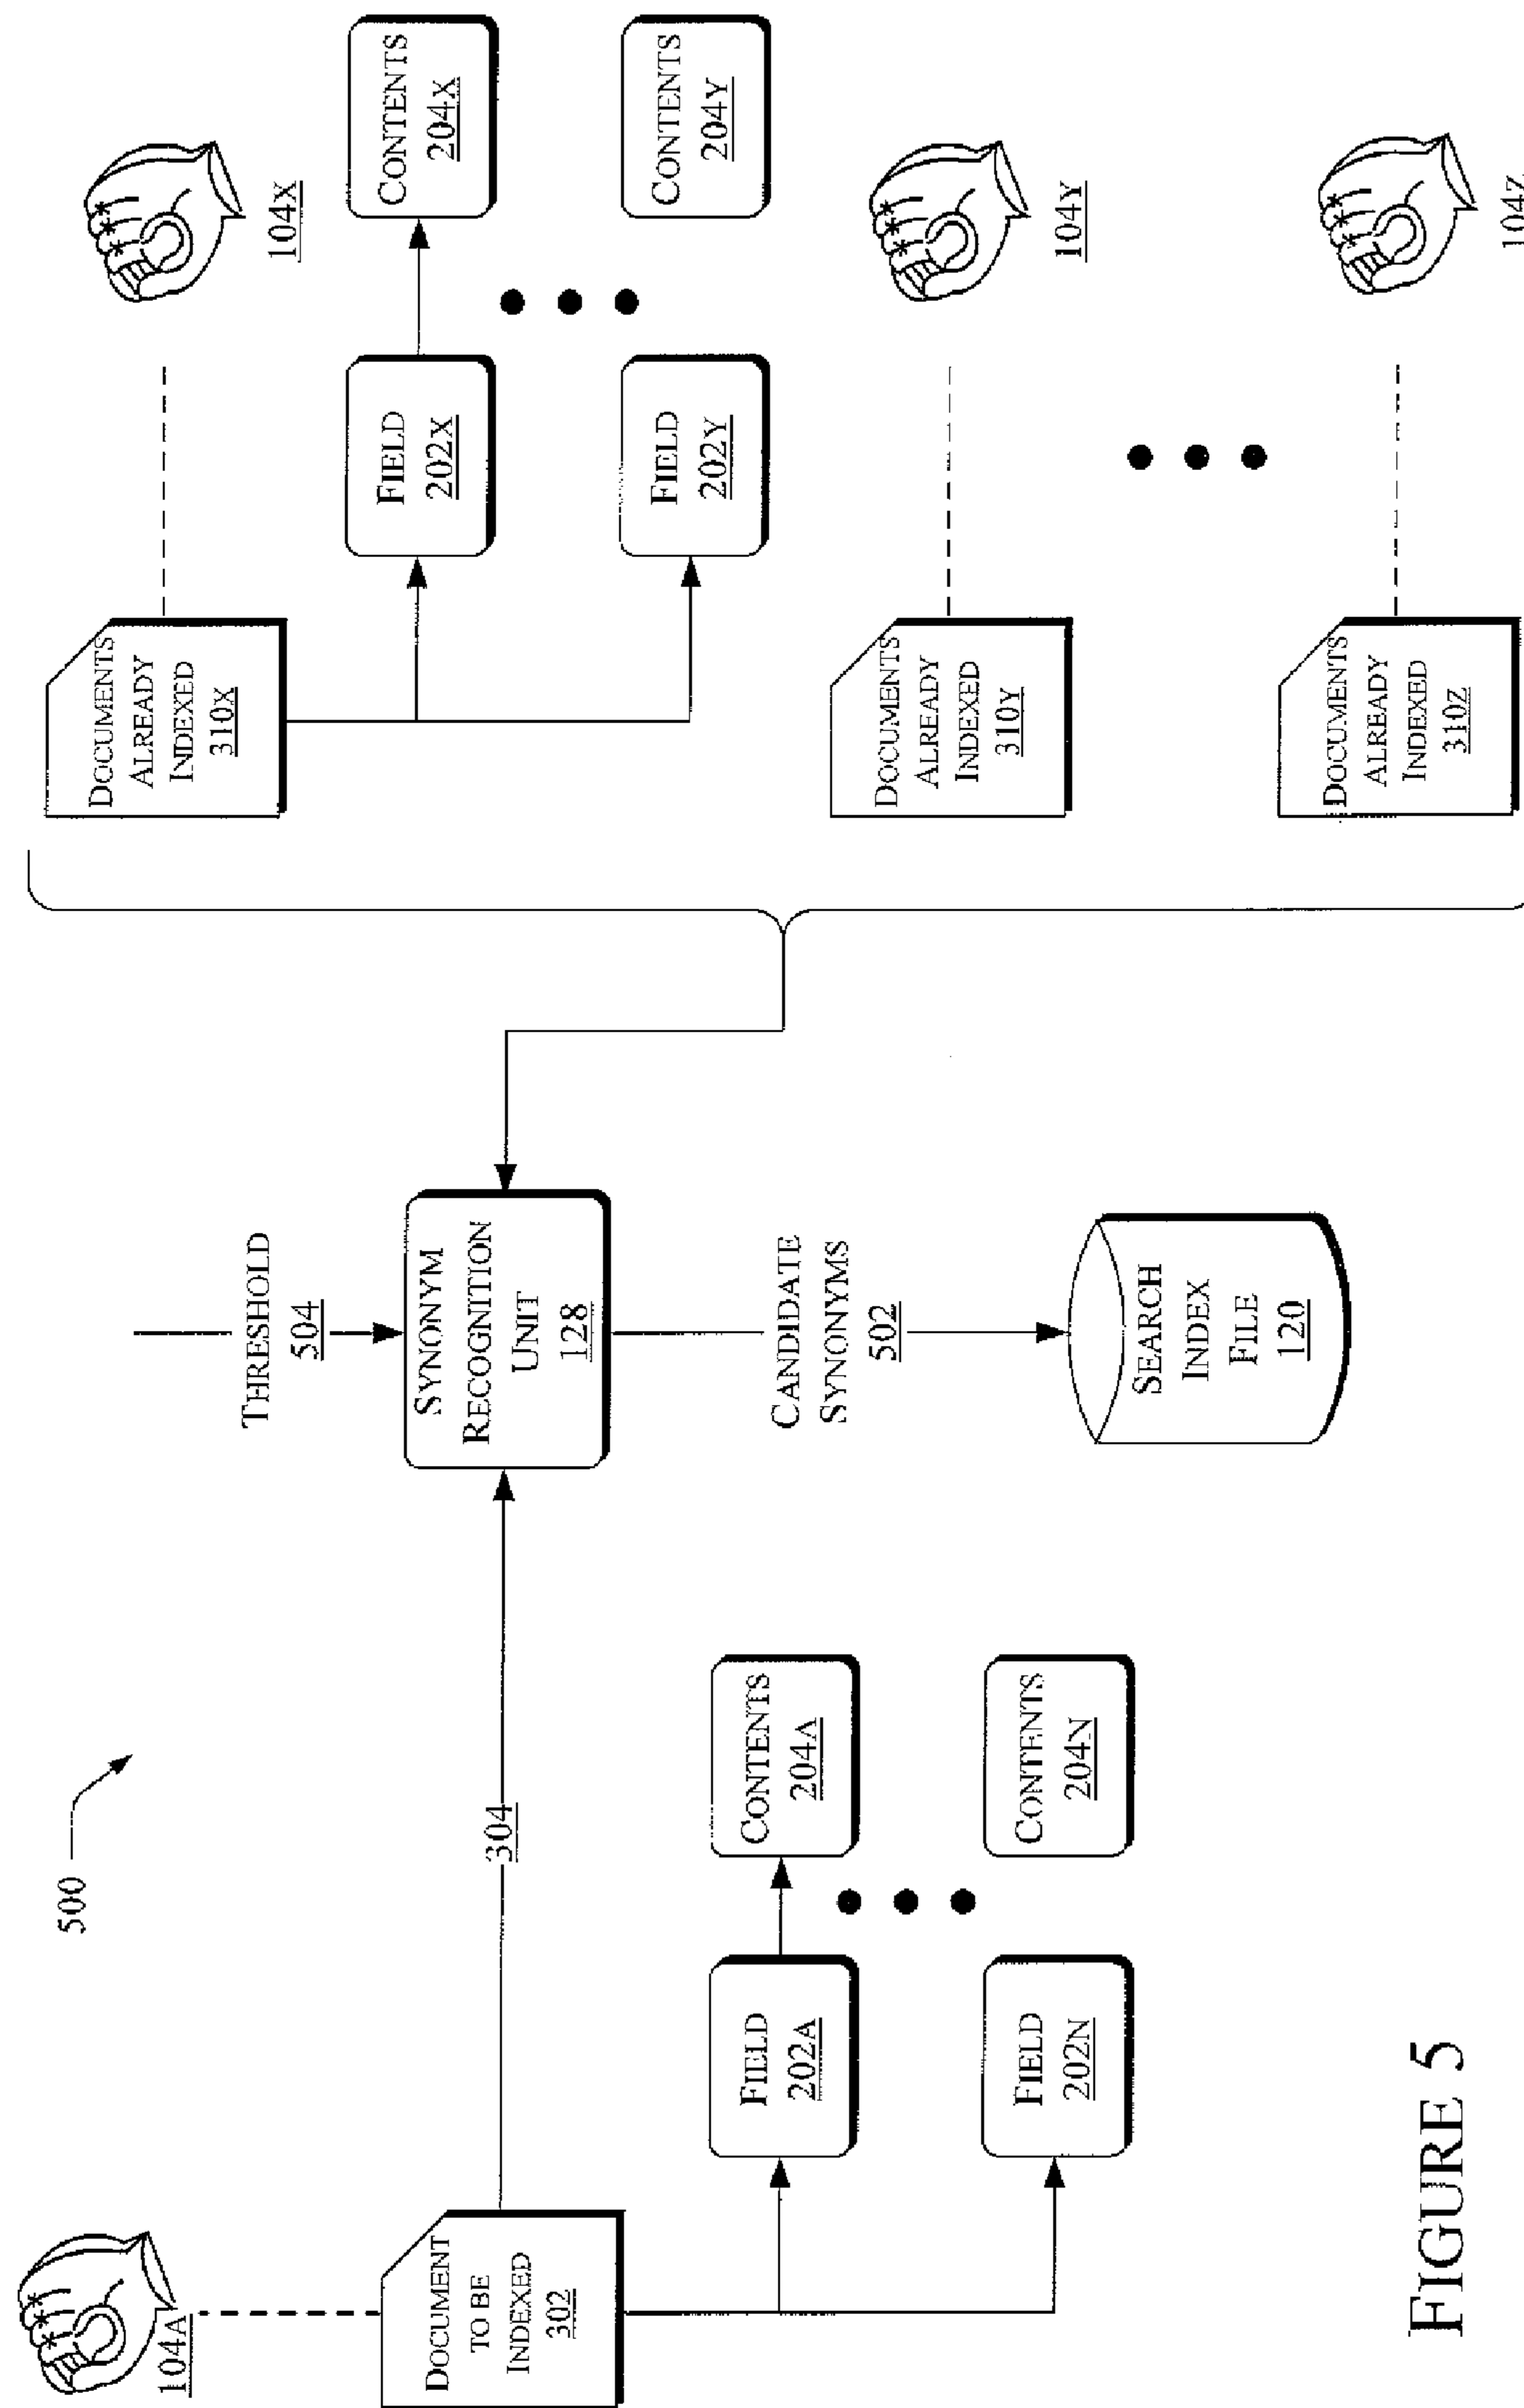 500
104A
DOCUMENT
TO BE
INDEXED
302
304
FIELD
202A
CONTENTS
204A
FIELD
202N
CONTENTS
204N
THRESHOLD
504
SYNONYM
RECOGNITION
UNIT
128
CANDIDATE
SYNONYMS
502
SEARCH
INDEX
FILE
120
DOCUMENTS
ALREADY
INDEXED
310X
104X
FIELD
202X
CONTENTS
204X
FIELD
202Y
CONTENTS
204Y
DOCUMENTS
ALREADY
INDEXED
310Y
104Y
DOCUMENTS
ALREADY
INDEXED
310Z
104Z
FIGURE 5